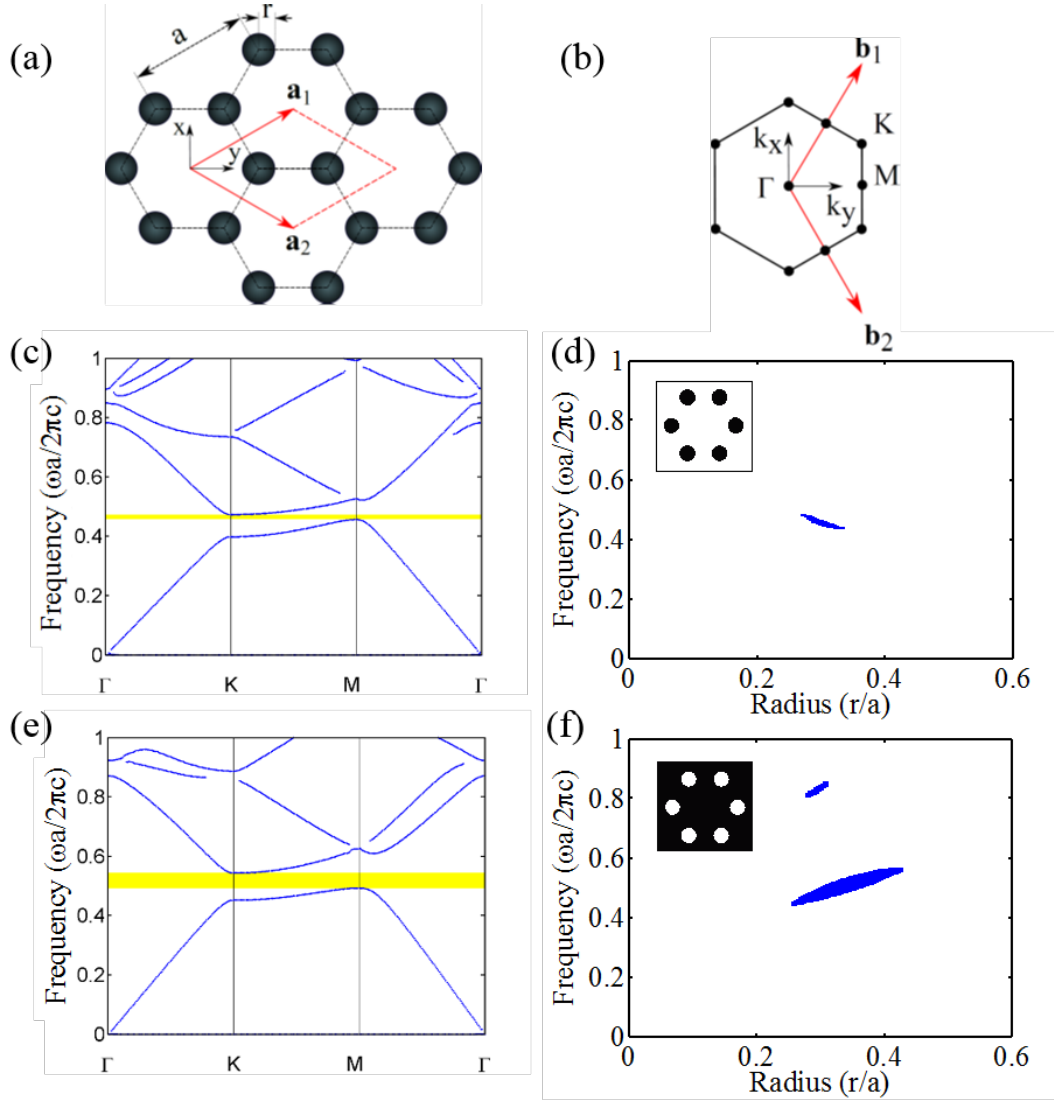 (a)
a
r
a1
x
y
a2
(b)
b1
K
kx
M
Γ
ky
b2
(c)
1
0.8
0.6
0.4
0.2
0
Frequency (ωa/2πc)
Γ K M Γ
(d)
1
0.8
0.6
0.4
0.2
0
Frequency (ωa/2πc)
0 0.2 0.4 0.6
Radius (r/a)
(e)
1
0.8
0.6
0.4
0.2
0
Frequency (ωa/2πc)
Γ K M Γ
(f)
1
0.8
0.6
0.4
0.2
0
Frequency (ωa/2πc)
0 0.2 0.4 0.6
Radius (r/a)